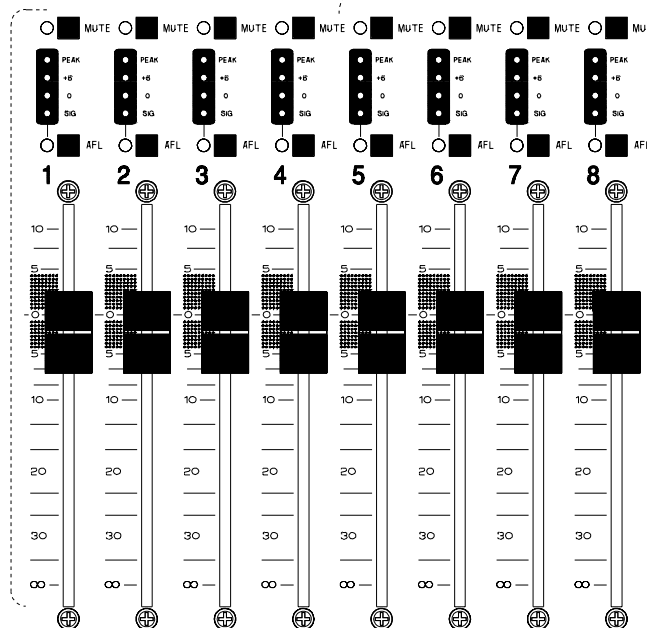 MUTE MUTE MUTE MUTE MUTE MUTE MUTE MU
PEAK PEAK PEAK PEAK PEAK PEAK PEAK PEAK
+6 +6 +6 +6 +6 +6 +6 +6
0 0 0 0 0 0 0 0
SIG SIG SIG SIG SIG SIG SIG SIG
AFL AFL AFL AFL AFL AFL AFL AFL
1 2 3 4 5 6 7 8
10 10 10 10 10 10 10 10
5 5 5 5 5 5 5 5
0 0 0 0 0 0 0 0
5 5 5 5 5 5 5 5
10 10 10 10 10 10 10 10
20 20 20 20 20 20 20 20
30 30 30 30 30 30 30 30
∞ ∞ ∞ ∞ ∞ ∞ ∞ ∞